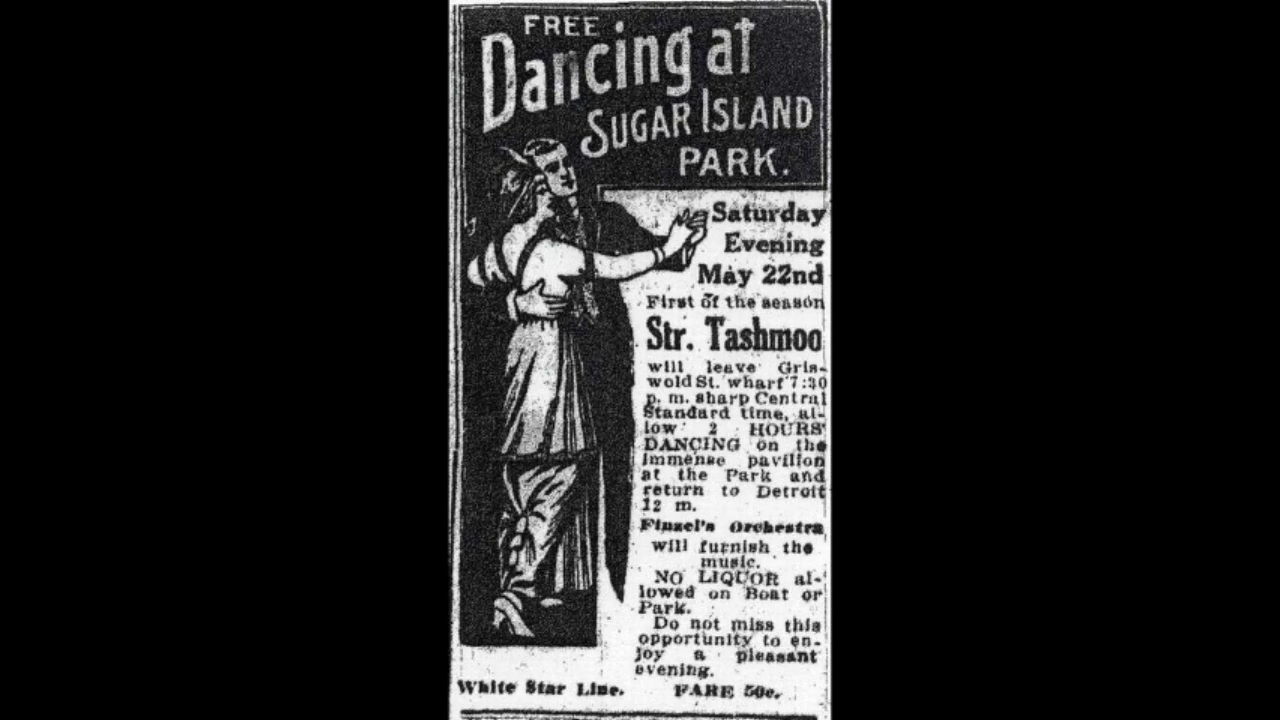 FREE
Dancing at
SUGAR ISLAND
PARK.
Saturday
Evening
May 22nd
First of the season
Str. Tashmoo
will leave Gris-
wold St. wharf 7:30
p. m. sharp Central
Standard time, al-
low 2 HOURS'
DANCING on the
immense pavilion
at the Park and
return to Detroit
12 m.
Finzel's Orchestra
will furnish the
music.
NO LIQUOR al-
lowed on Boat or
Park.
Do not miss this
opportunity to en-
joy a pleasant
evening.
White Star Line. FARE 50c.